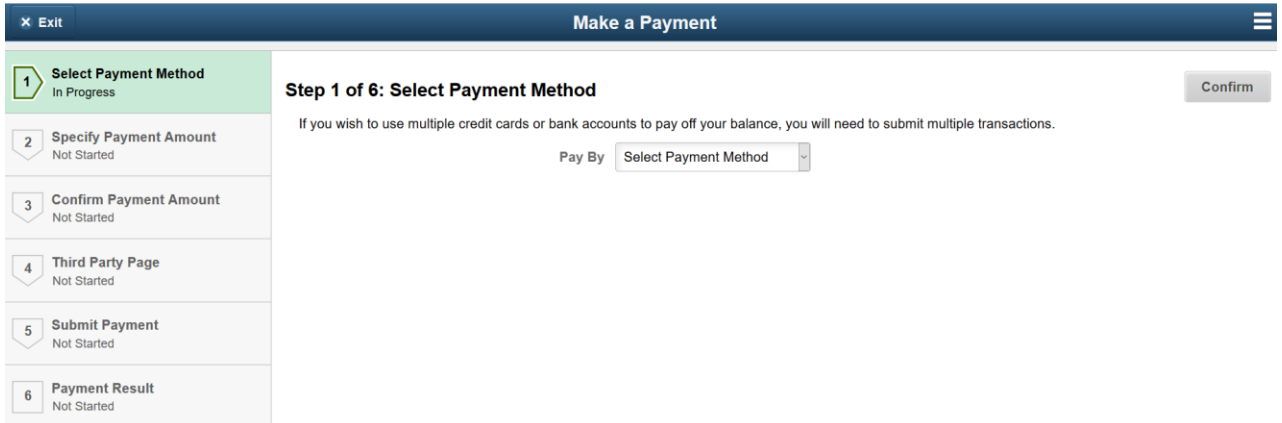 × Exit
Make a Payment
1
Select Payment Method
In Progress
2
Specify Payment Amount
Not Started
3
Confirm Payment Amount
Not Started
4
Third Party Page
Not Started
5
Submit Payment
Not Started
6
Payment Result
Not Started
Step 1 of 6: Select Payment Method
Confirm
If you wish to use multiple credit cards or bank accounts to pay off your balance, you will need to submit multiple transactions.
Pay By Select Payment Method